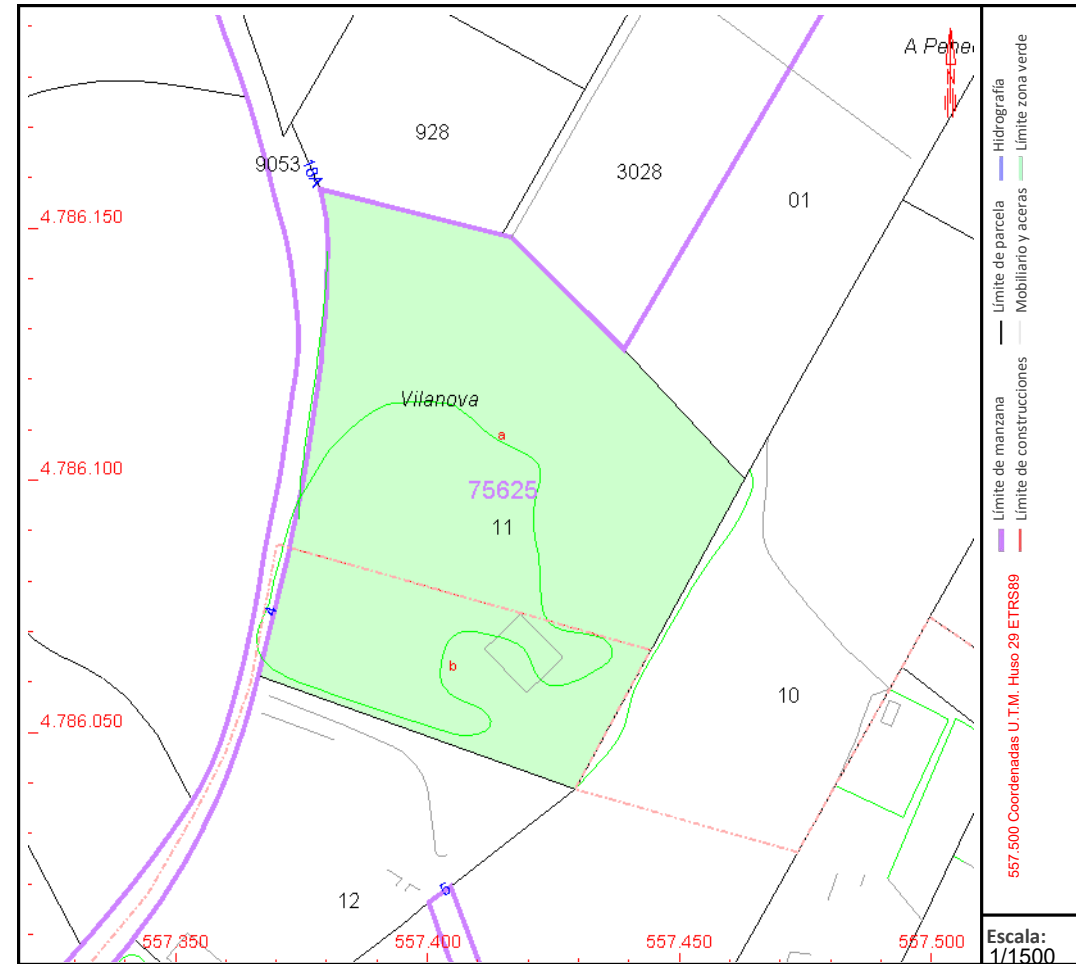 A Pene
928
9053
18A
3028
01
4.786.150
Vilanova
a
4.786.100
75625
11
4
b
10
4.786.050
5
12
557.350
557.400
557.450
557.500
N
Hidrografía
Límite zona verde
Límite de parcela
Mobiliario y aceras
Límite de manzana
Límite de construcciones
557.500 Coordenadas U.T.M. Huso 29 ETRS89
Escala:
1/1500